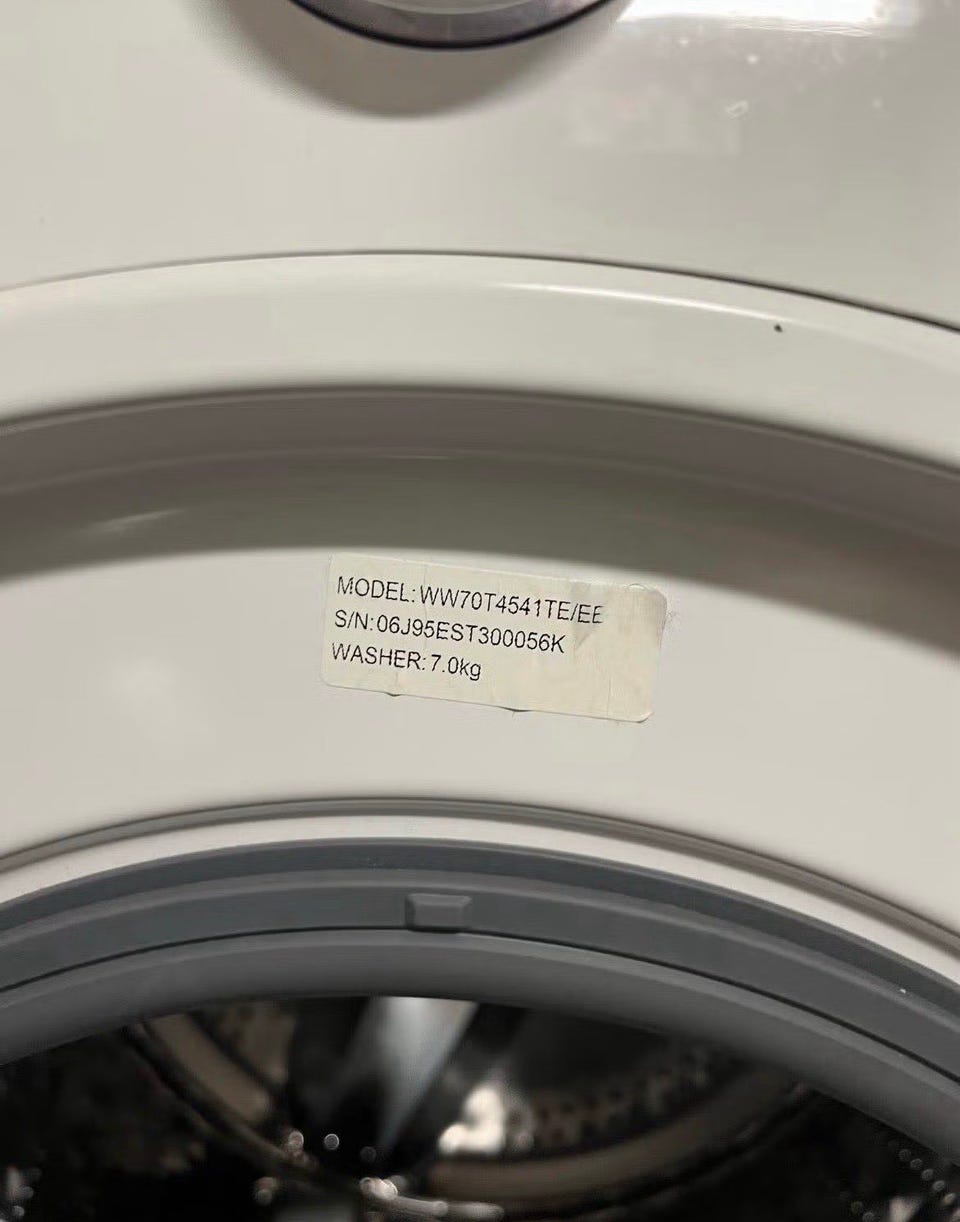 MODEL:WW70T4541TE/EE
S/N:06J95EST300056K
WASHER:7.0kg